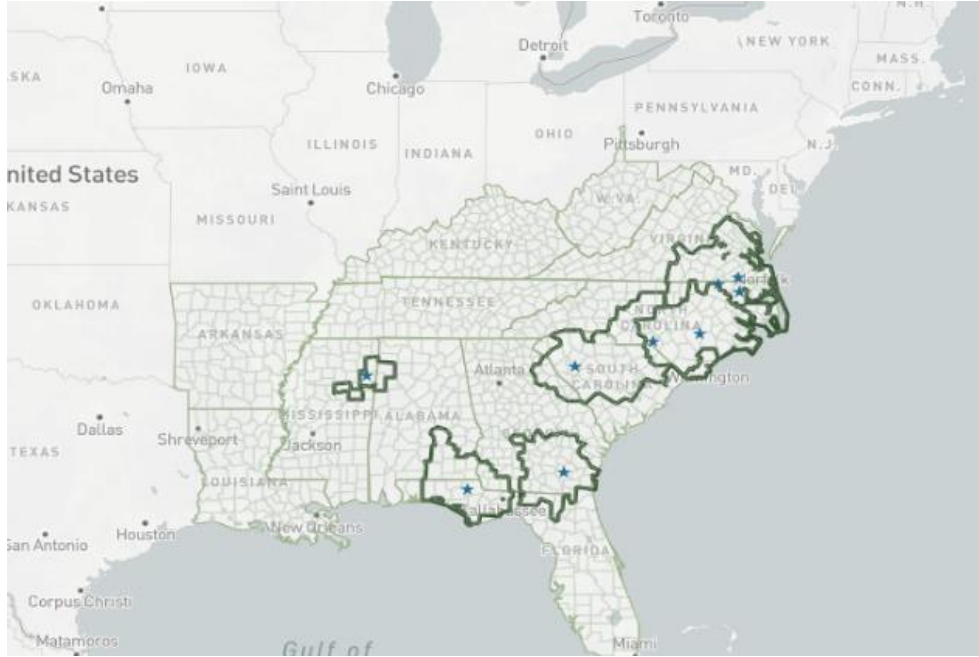 Toronto
N.H.
Detroit
NEW YORK
MASS.
IOWA
Omaha
Chicago
CONN.
PENNSYLVANIA
ILLINOIS
INDIANA
OHIO
Pittsburgh
N.J.
nited States
MD.
DEL
Saint Louis
KANSAS
MISSOURI
W.VA.
KENTUCKY
VIRGIN
Norfolk
OKLAHOMA
TENNESSEE
ARKANSAS
NORTH
CAROLINA
Atlanta
SOUTH
CAROLINA
Wilmington
MISSISSIPPI
ALABAMA
Dallas
Shreveport
Jackson
TEXAS
LOUISIANA
Tallahassee
New Orleans
Houston
San Antonio
FLORIDA
Corpus Christi
Matamoros
Gulf of
Miami